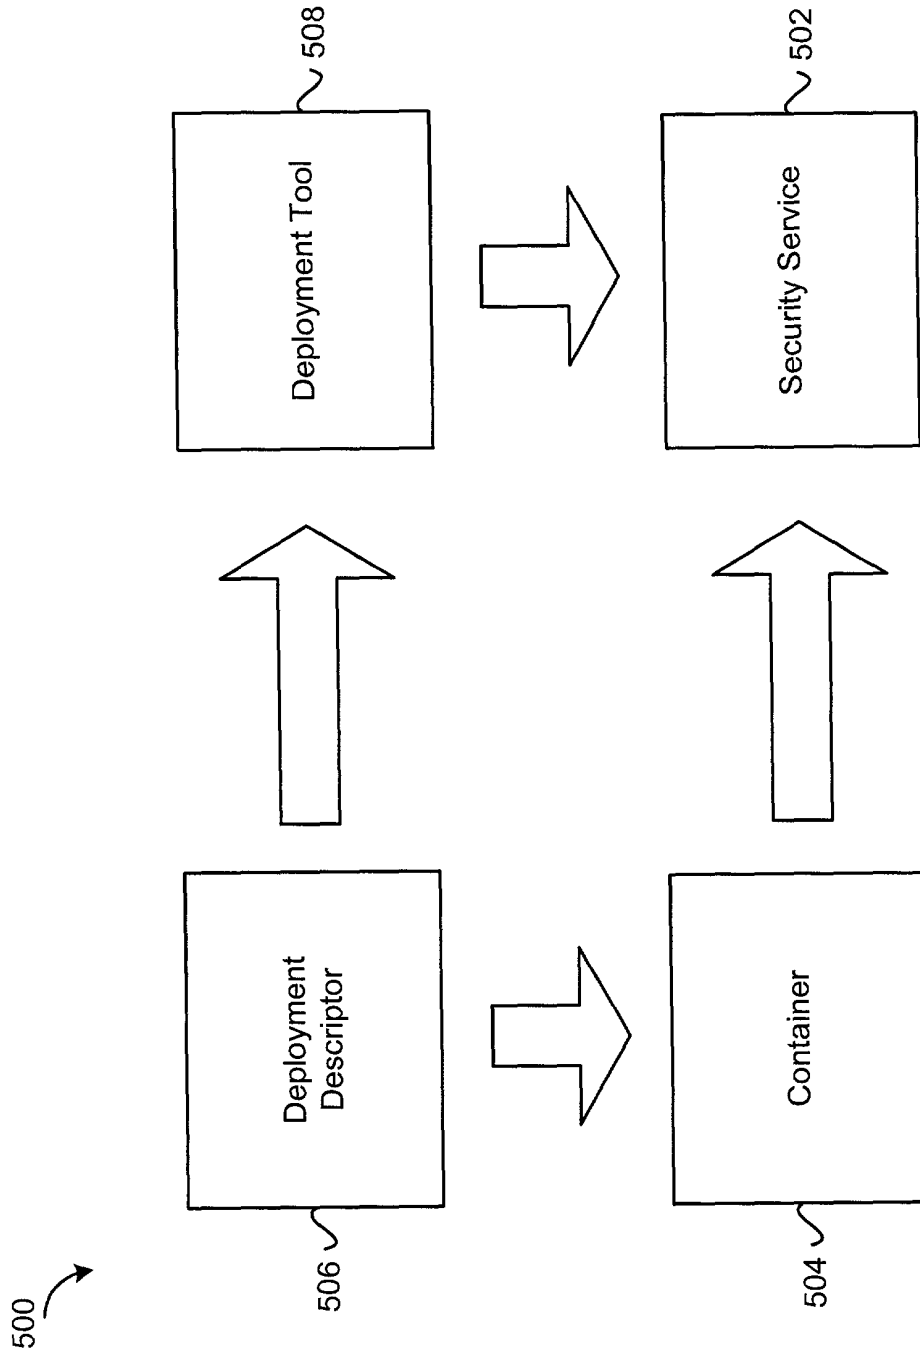 500
506
Deployment
Descriptor
Deployment Tool
508
504
Container
Security Service
502